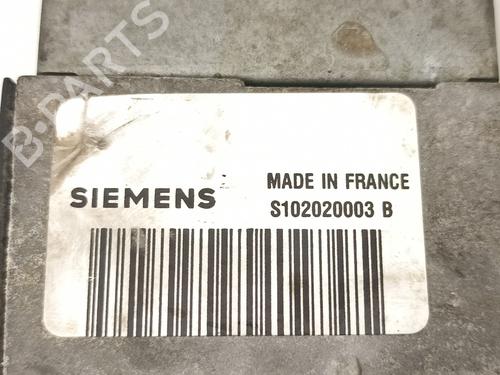 B-PARTS
SIEMENS
MADE IN FRANCE
S102020003 B